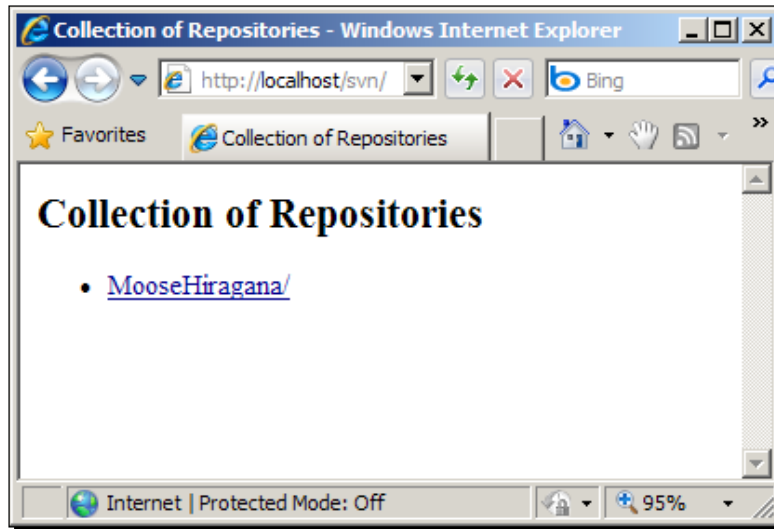 Collection of Repositories - Windows Internet Explorer
http://localhost/svn/
Bing
Favorites
Collection of Repositories
»
Collection of Repositories
• MooseHiragana/
Internet | Protected Mode: Off
95%